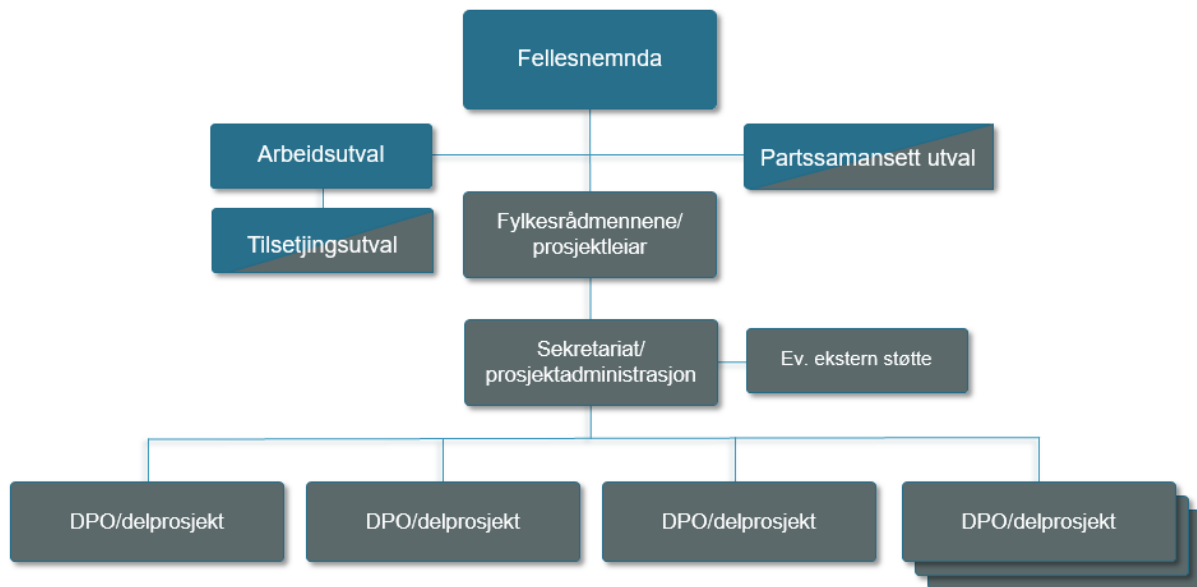 Fellesnemnda
Arbeidsutval
Partssamansett utval
Tilsetjingsutval
Fylkesrådmennene/
prosjektleiar
Sekretariat/
prosjektadministrasjon
Ev. ekstern støtte
DPO/delprosjekt
DPO/delprosjekt
DPO/delprosjekt
DPO/delprosjekt